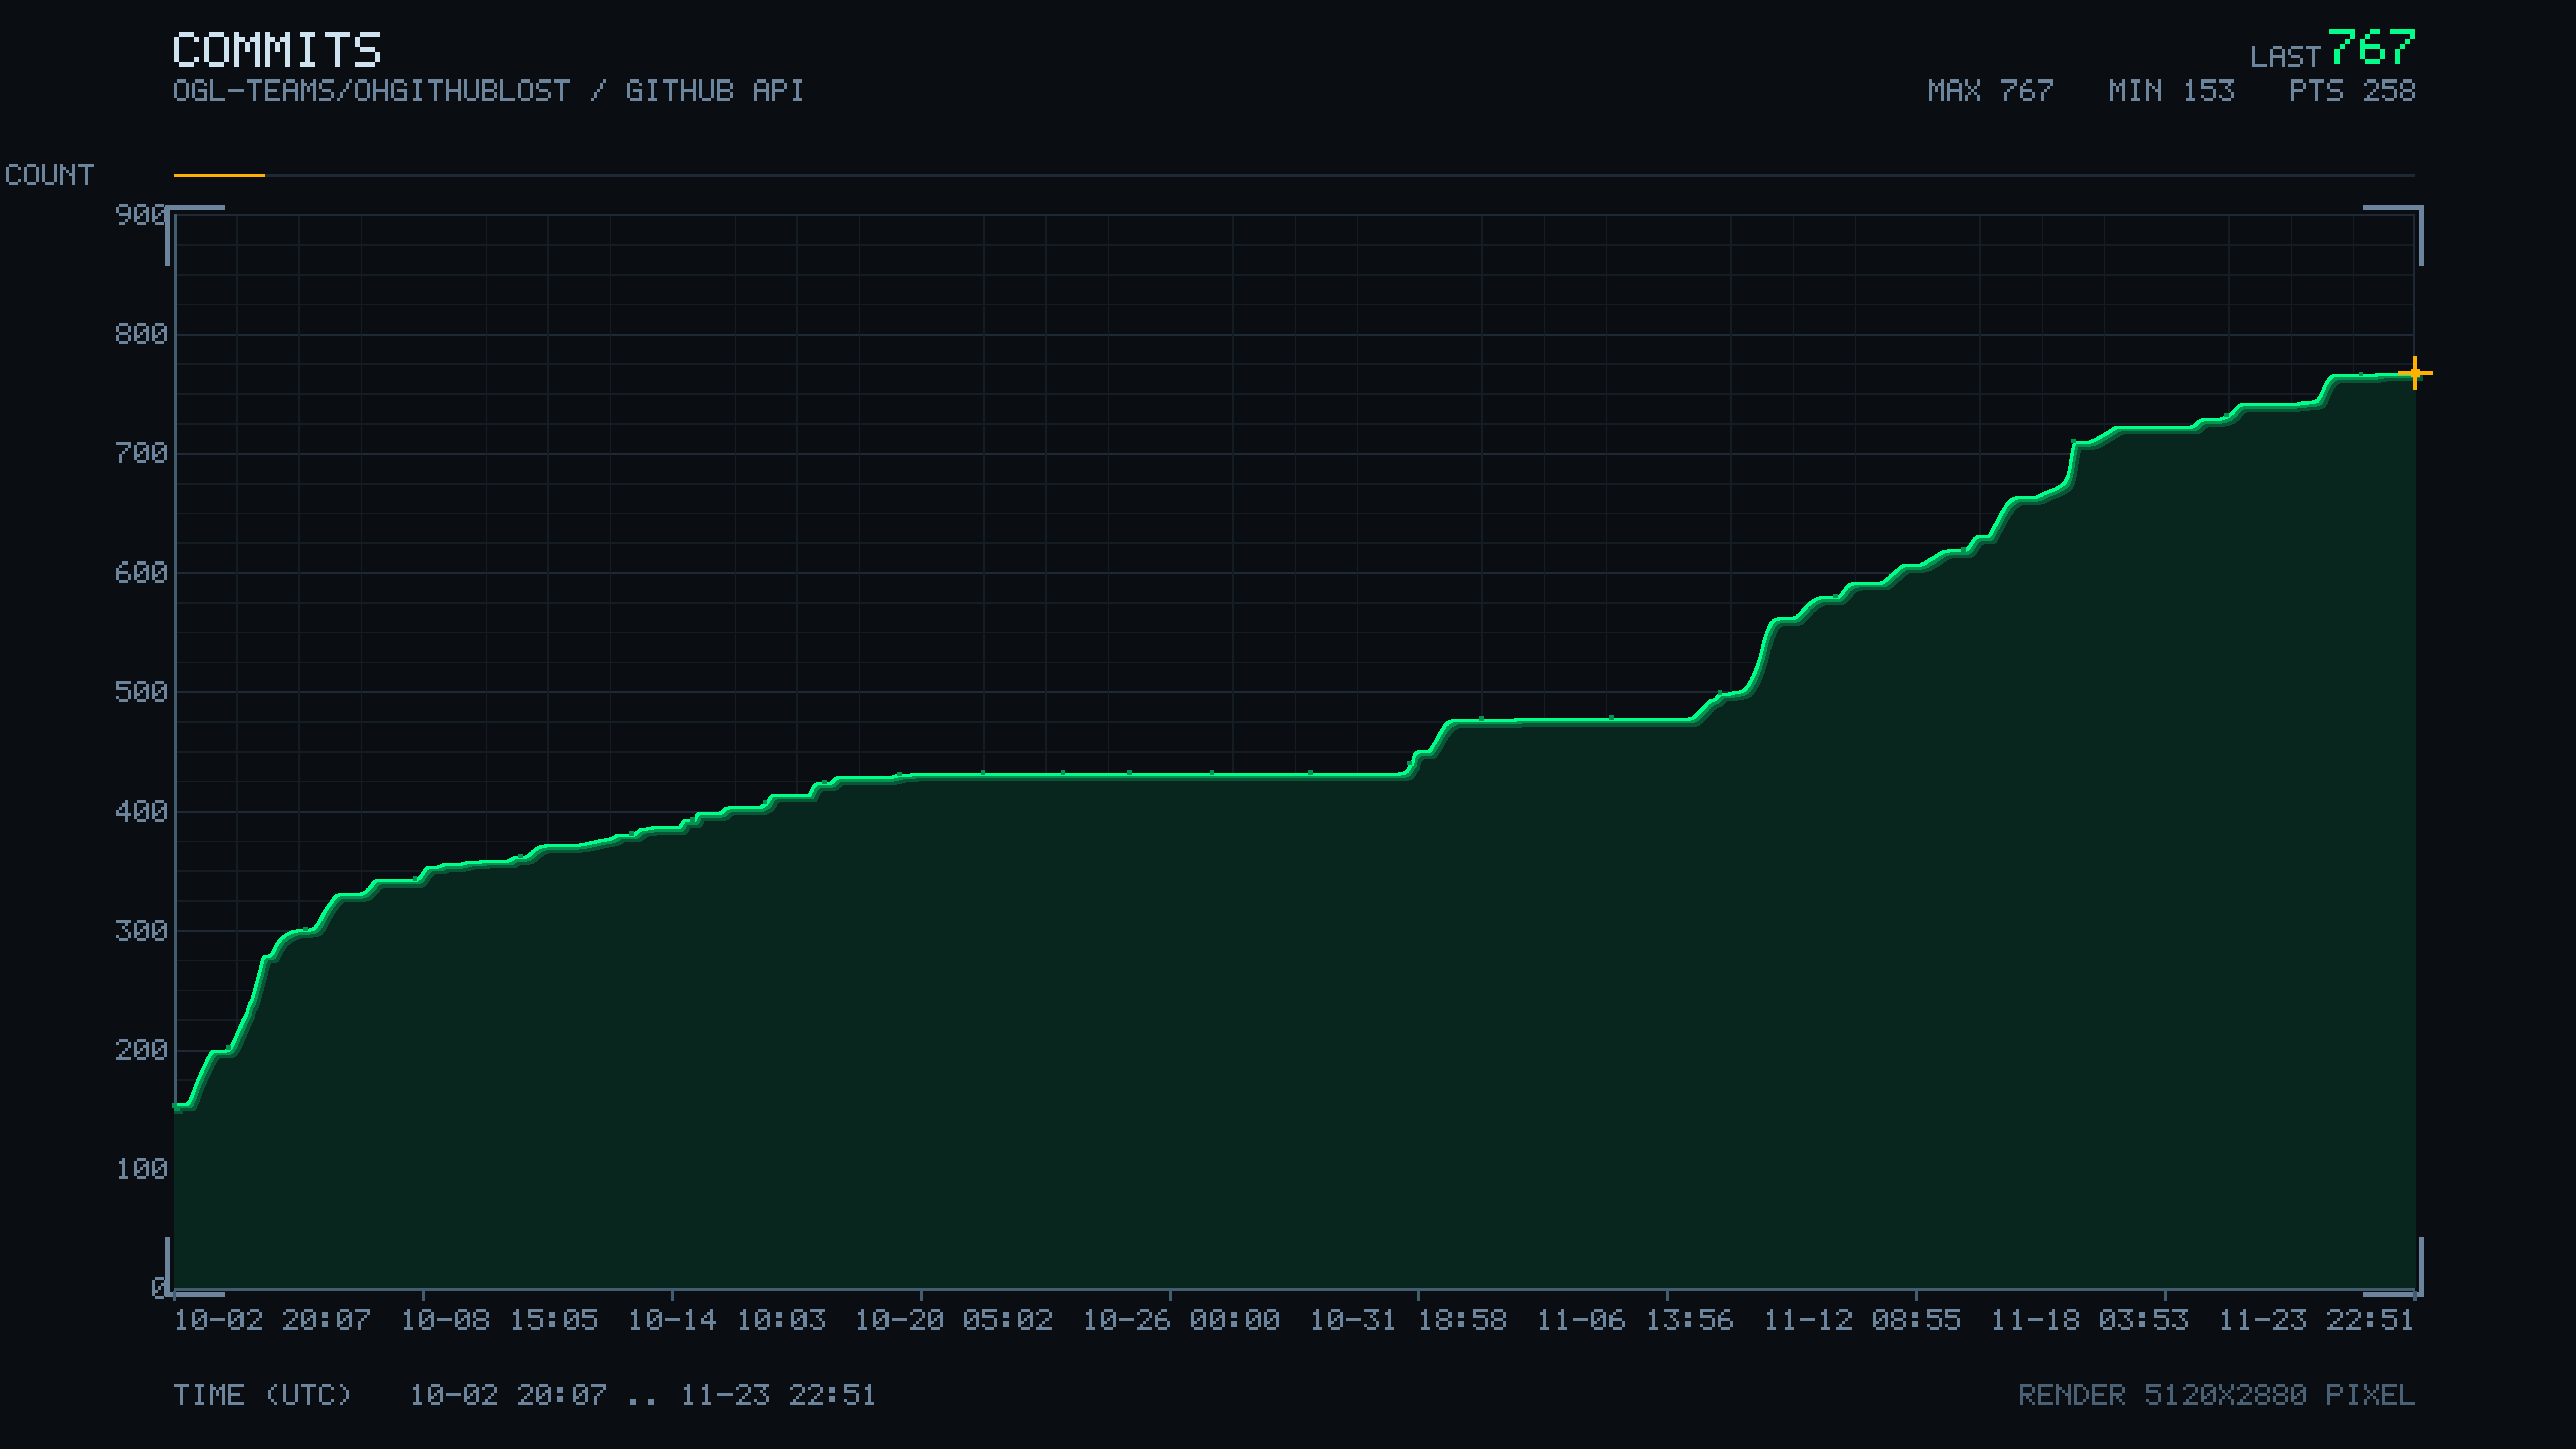 COMMITS
LAST 767
OGL-TEAMS/OHGITHUBLOST / GITHUB API
MAX 767 MIN 153 PTS 258
COUNT
900
800
700
600
500
400
300
200
100
0
10-02 20:07 10-08 15:05 10-14 10:03 10-20 05:02 10-26 00:00 10-31 18:58 11-06 13:56 11-12 08:55 11-18 03:53 11-23 22:51
TIME (UTC) 10-02 20:07 .. 11-23 22:51
RENDER 5120X2880 PIXEL